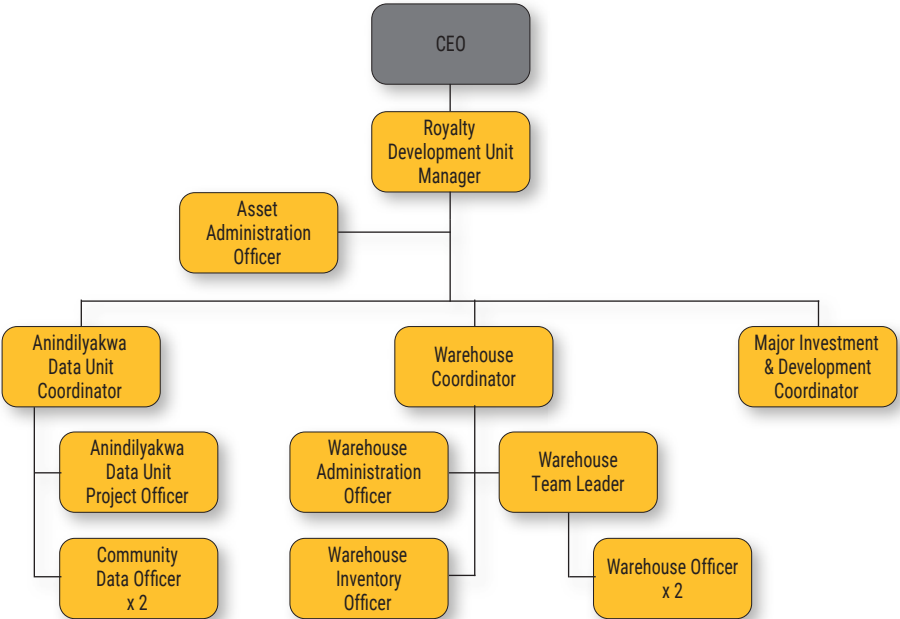 CEO
Royalty
Development Unit
Manager
Asset
Administration
Officer
Anindilyakwa
Data Unit
Coordinator
Warehouse
Coordinator
Major Investment
& Development
Coordinator
Anindilyakwa
Data Unit
Project Officer
Warehouse
Administration
Officer
Warehouse
Team Leader
Community
Data Officer
x 2
Warehouse
Inventory
Officer
Warehouse Officer
x 2